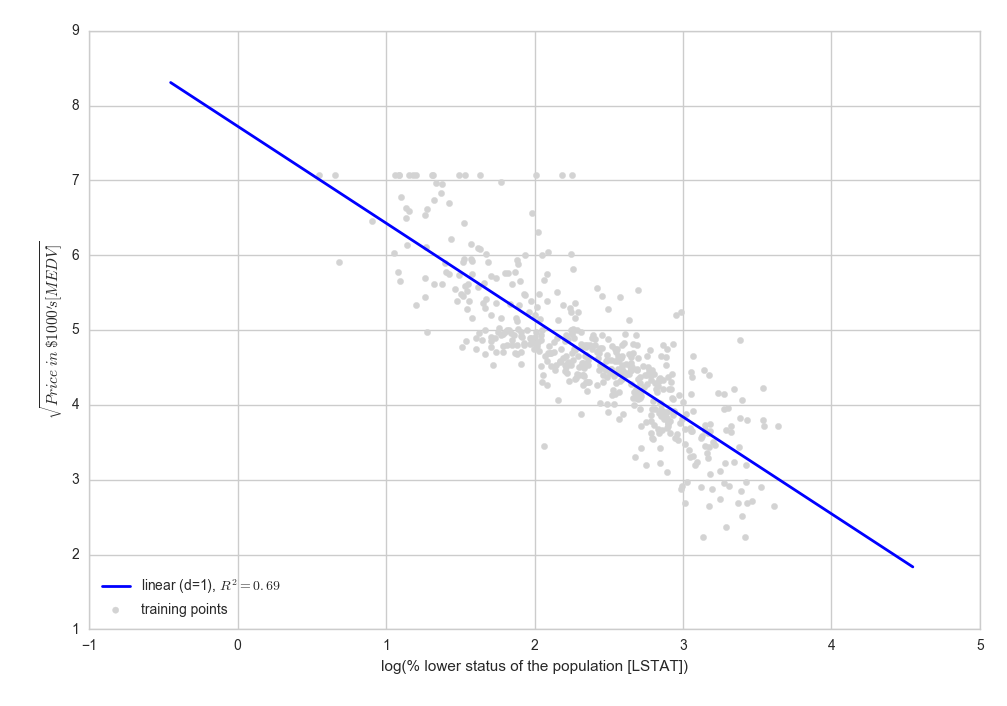 9
8
7
6
5
4
3
2
1
√Price in $1000's[MEDV]
linear (d=1), R² = 0.69
training points
−1 0 1 2 3 4 5
log(% lower status of the population [LSTAT])